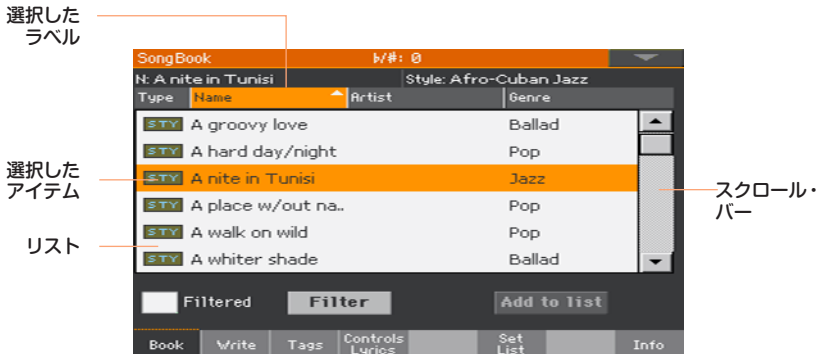 選択した
ラベル
SongBook ♭/#: 0
N: A nite in Tunisi Style: Afro-Cuban Jazz
Type Name Artist Genre
STY A groovy love Ballad
STY A hard day/night Pop
選択した
アイテム
STY A nite in Tunisi Jazz
スクロール・
バー
STY A place w/out na.. Pop
リスト
STY A walk on wild Pop
STY A whiter shade Ballad
Filtered Filter Add to list
Book Write Tags Controls Lyrics Set List Info